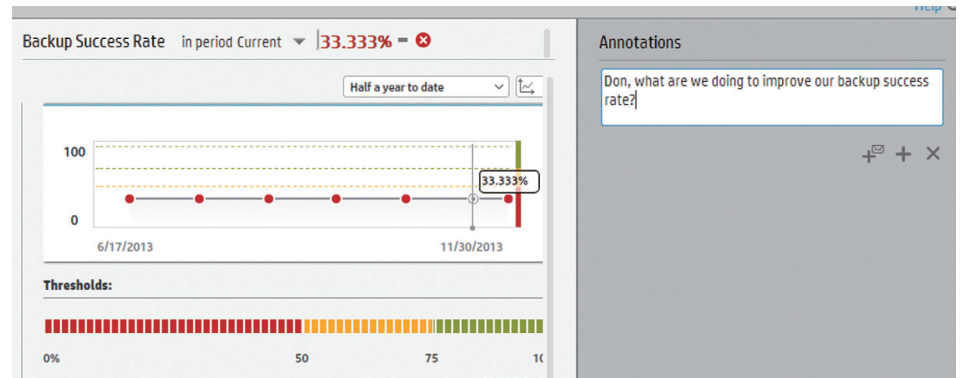 Help
Backup Success Rate in period Current 33.333%
Annotations
Half a year to date
Don, what are we doing to improve our backup success
rate?
100
33.333%
0
6/17/2013 11/30/2013
Thresholds:
0% 50 75